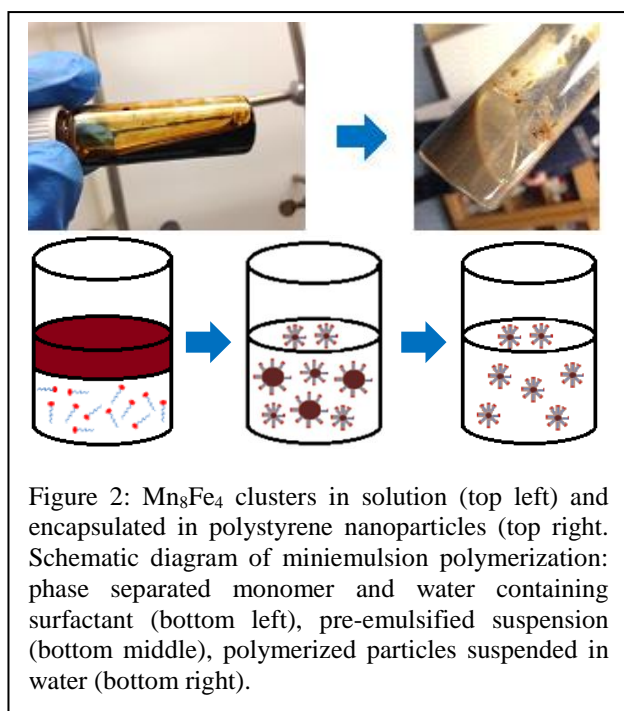 Figure 2: Mn₈Fe₄ clusters in solution (top left) and
encapsulated in polystyrene nanoparticles (top right.
Schematic diagram of miniemulsion polymerization:
phase separated monomer and water containing
surfactant (bottom left), pre-emulsified suspension
(bottom middle), polymerized particles suspended in
water (bottom right).